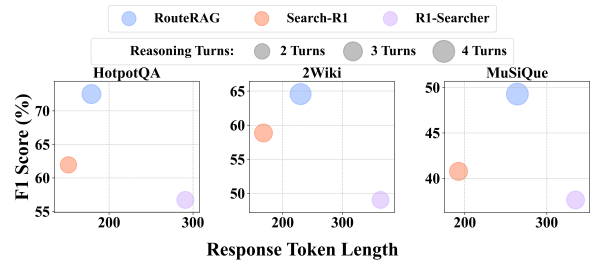 RouteRAG Search-R1 R1-Searcher
Reasoning Turns: 2 Turns 3 Turns 4 Turns
HotpotQA 2Wiki MuSiQue
F1 Score (%)
70
65
60
55
65
60
55
50
50
45
40
200 300 200 300 200 300
Response Token Length